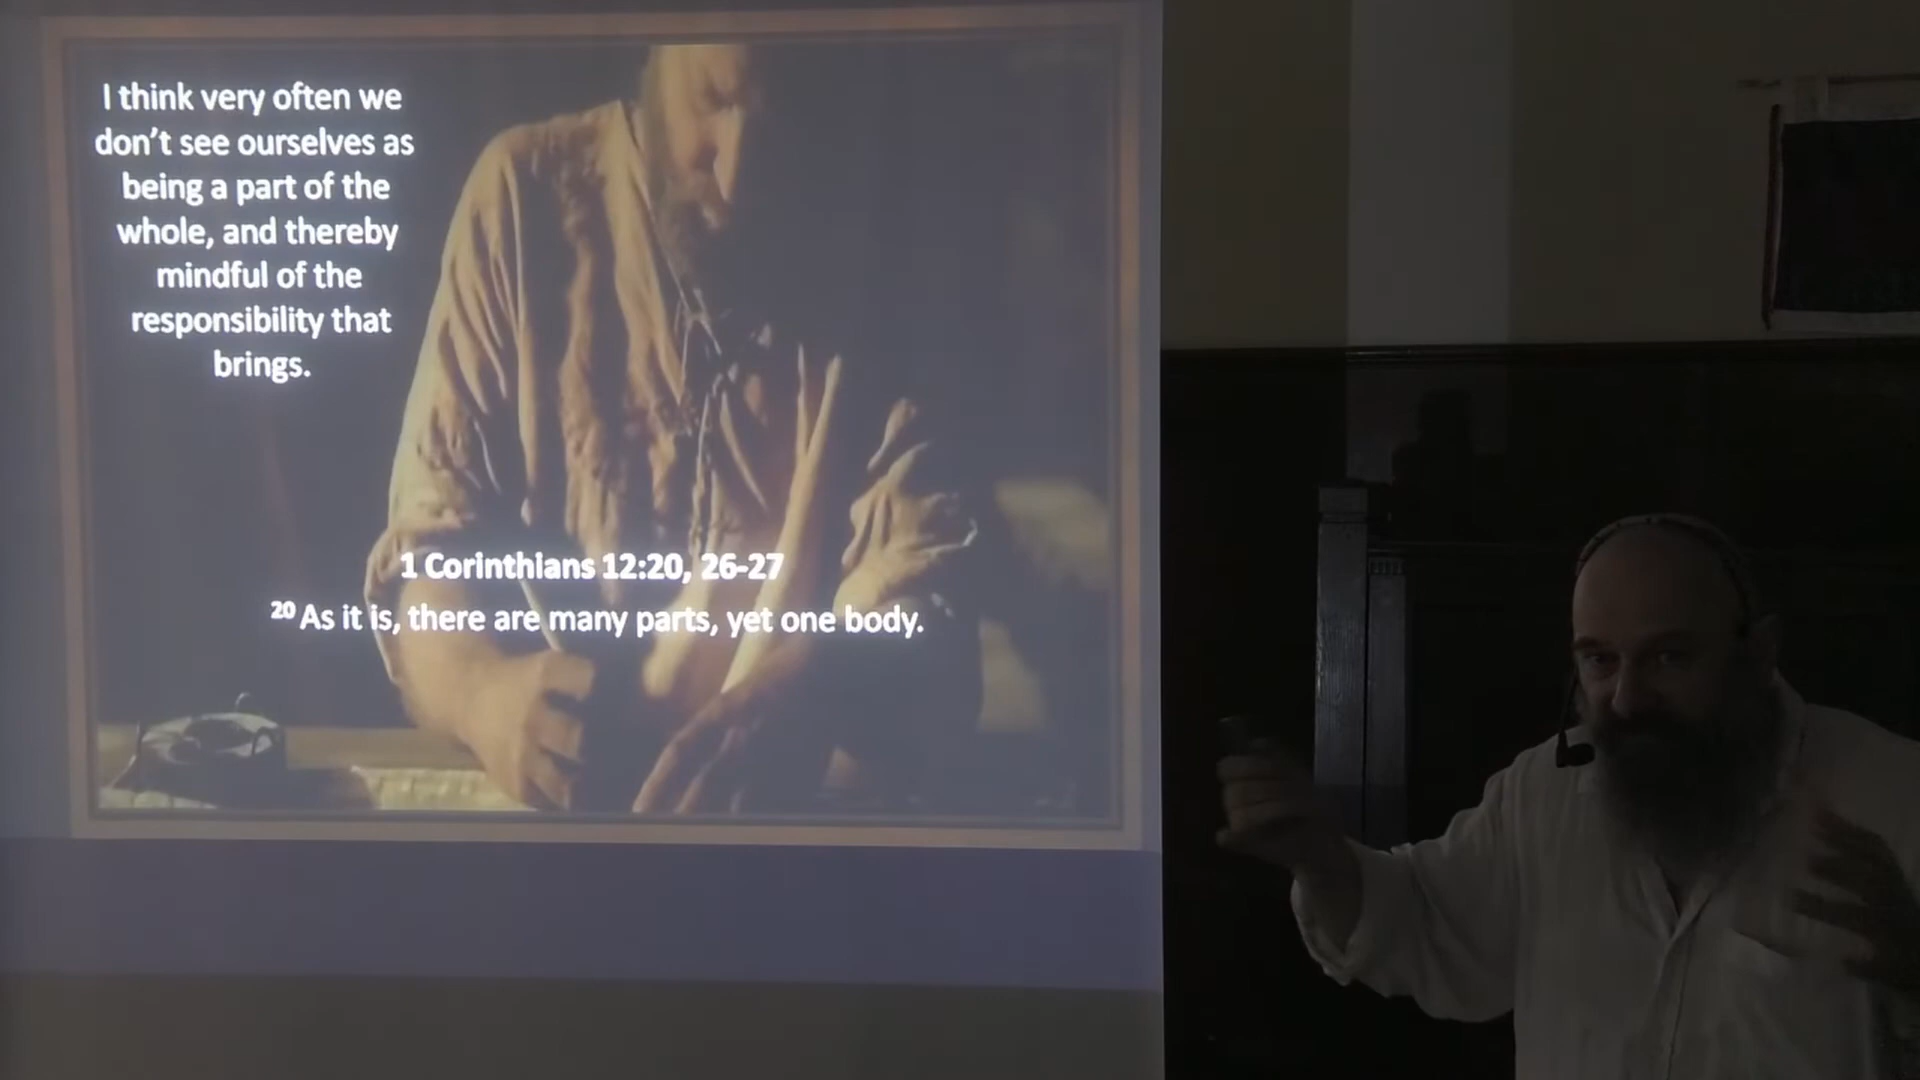 I think very often we
don't see ourselves as
being a part of the
whole, and thereby
mindful of the
responsibility that
brings.
1 Corinthians 12:20, 26-27
20 As it is, there are many parts, yet one body.